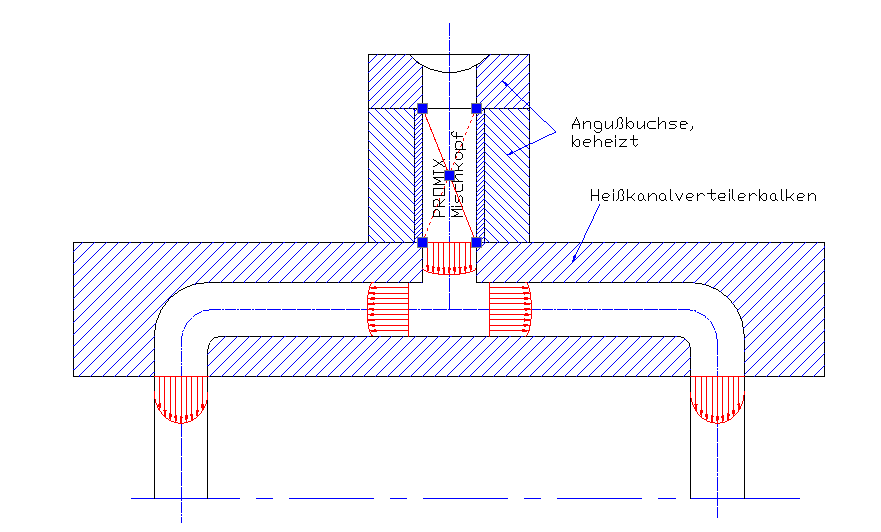 Angußbuchse,
beheizt
PROMIX
Mischkopf
Heißkanalverteilerbalken